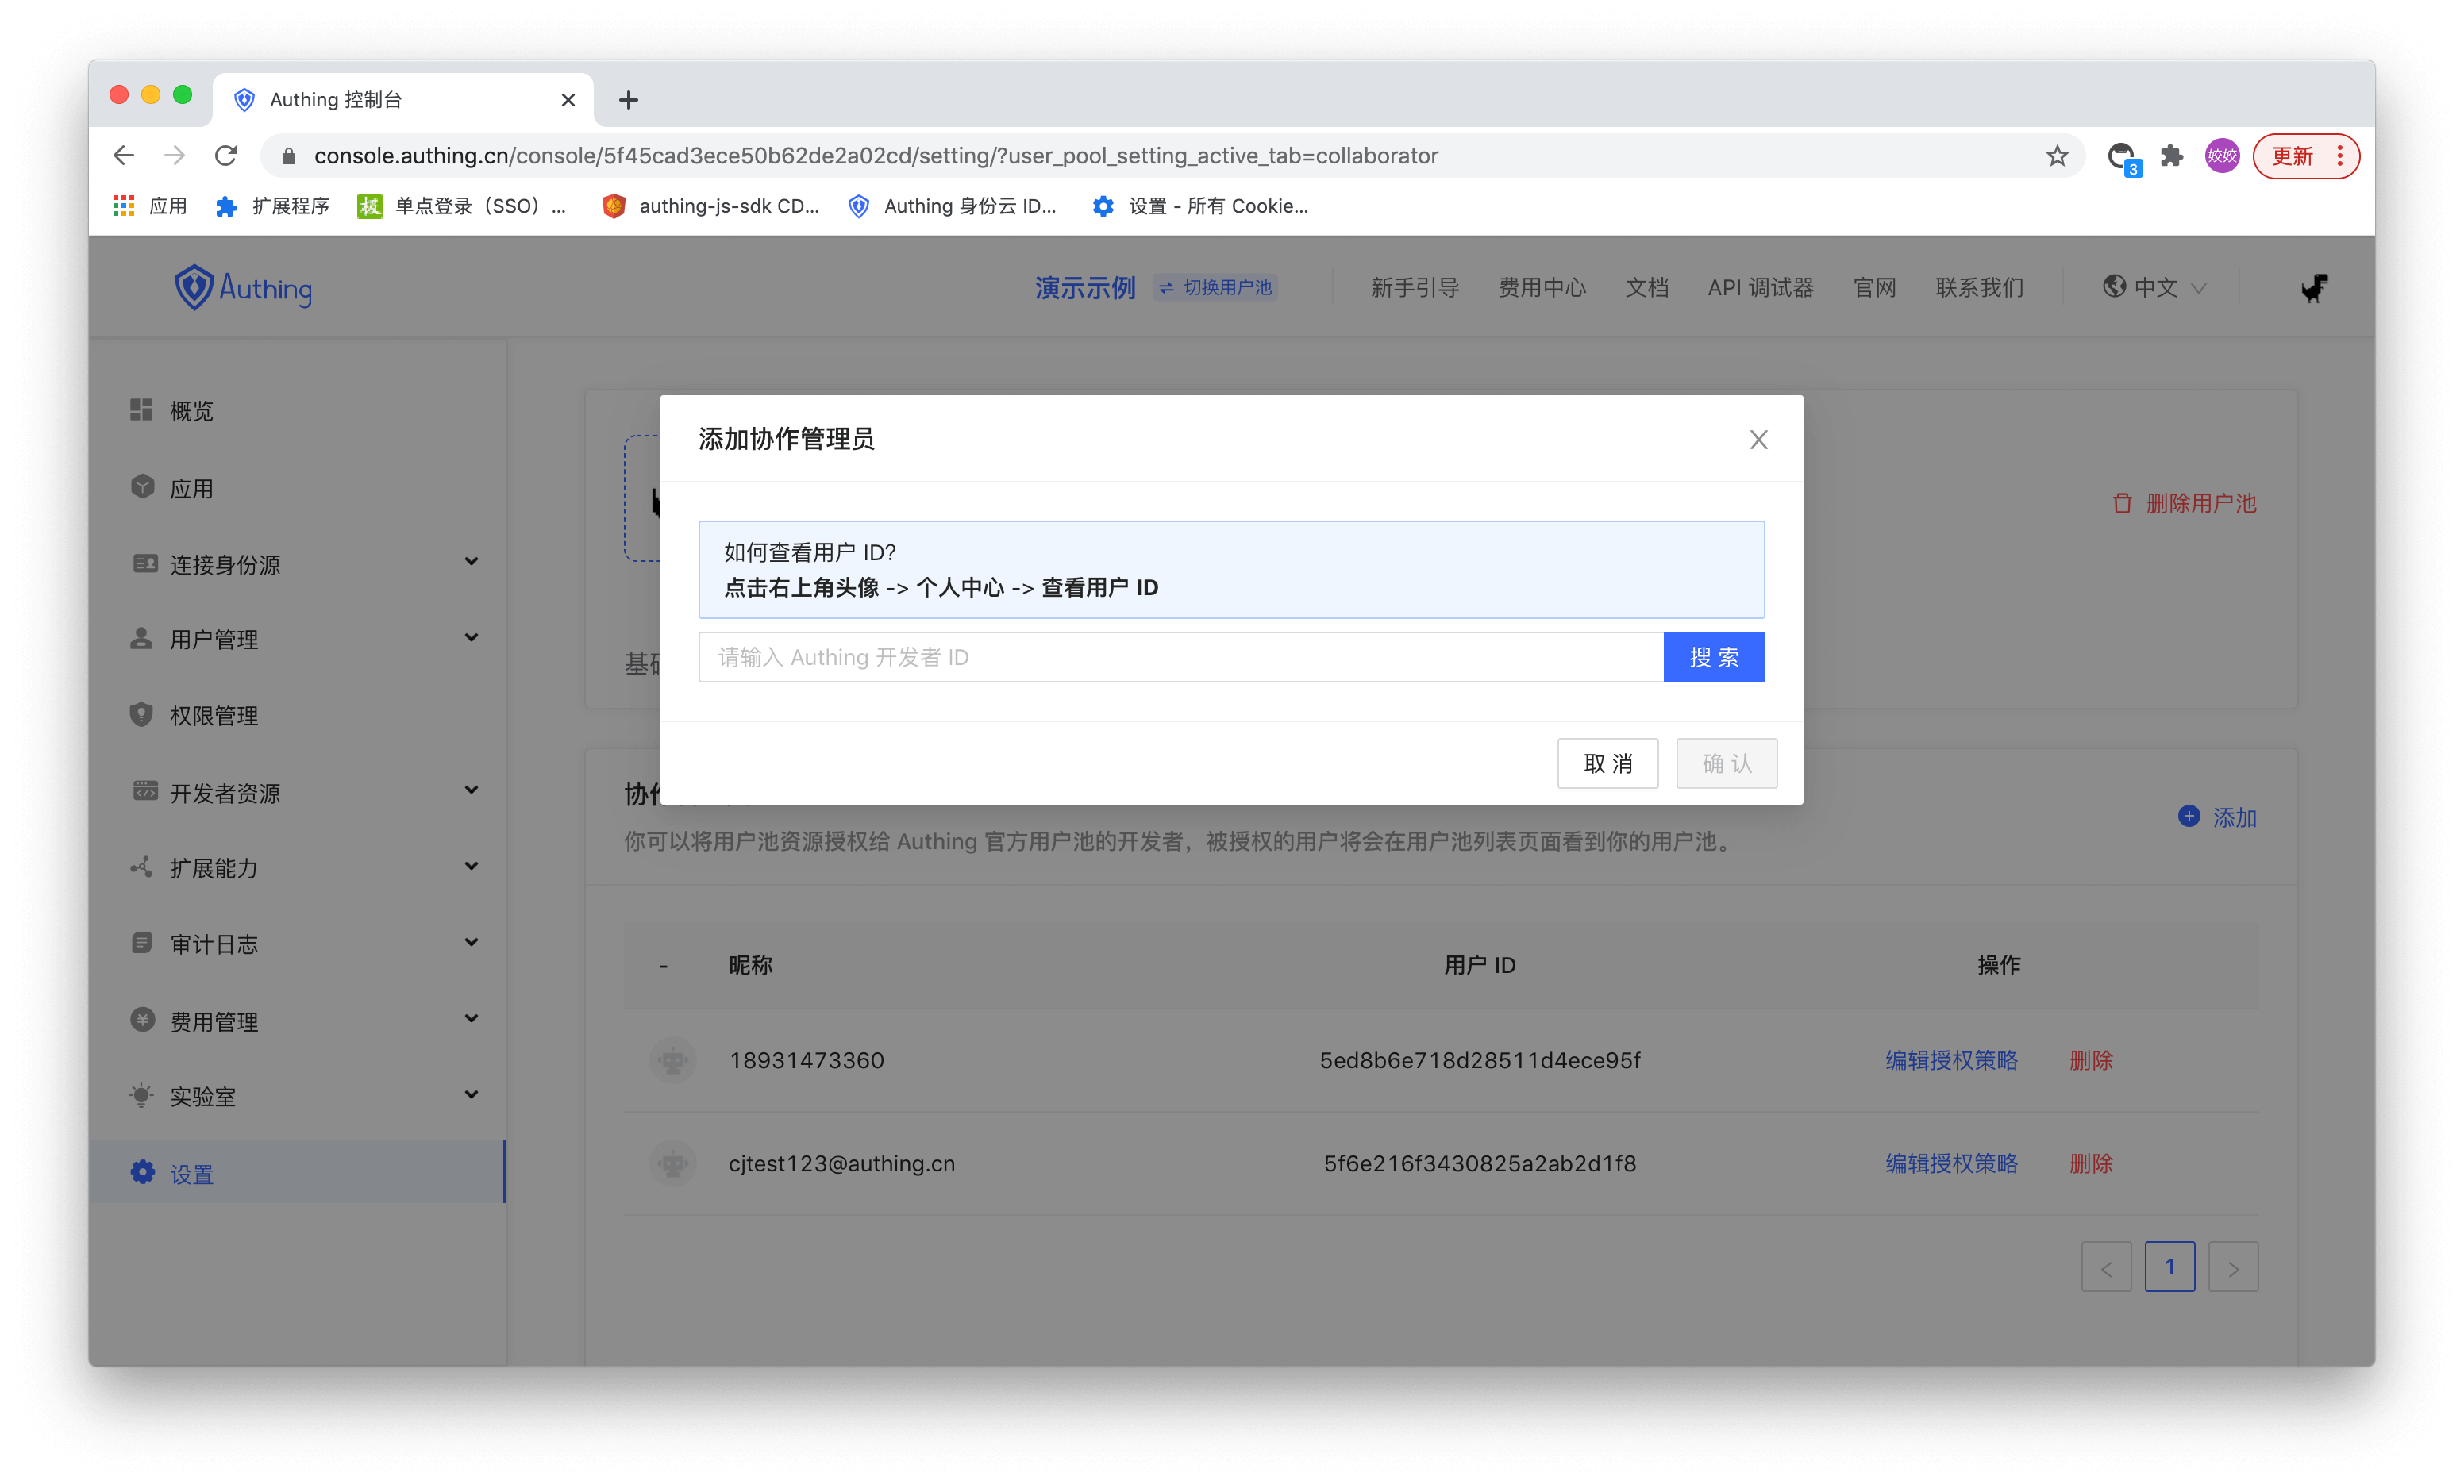 Authing 控制台
console.authing.cn/console/5f45cad3ece50b62de2a02cd/setting/?user_pool_setting_active_tab=collaborator
3
姣姣
更新
应用
扩展程序
极
单点登录（SSO）...
authing-js-sdk CD...
Authing 身份云 ID...
设置 - 所有 Cookie...
Authing
演示示例
切换用户池
新手引导
费用中心
文档
API 调试器
官网
联系我们
中文
概览
应用
连接身份源
用户管理
权限管理
开发者资源
扩展能力
审计日志
费用管理
实验室
设置
添加协作管理员
如何查看用户 ID?
点击右上角头像 -> 个人中心 -> 查看用户 ID
请输入 Authing 开发者 ID
搜 索
取 消
确 认
删除用户池
添加
你可以将用户池资源授权给 Authing 官方用户池的开发者，被授权的用户将会在用户池列表页面看到你的用户池。
- 昵称 用户 ID 操作
18931473360 5ed8b6e718d28511d4ece95f 编辑授权策略 删除
cjtest123@authing.cn 5f6e216f3430825a2ab2d1f8 编辑授权策略 删除
< 1 >